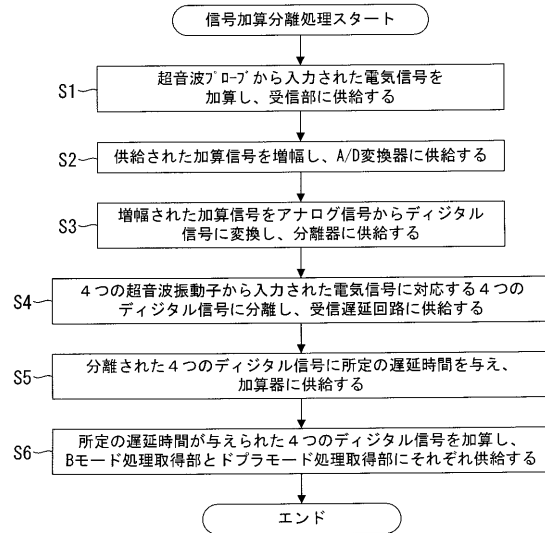 信号加算分離処理スタート
S1
超音波プローブから入力された電気信号を
加算し、受信部に供給する
S2
供給された加算信号を増幅し、A/D変換器に供給する
S3
増幅された加算信号をアナログ信号からディジタル
信号に変換し、分離器に供給する
S4
4つの超音波振動子から入力された電気信号に対応する4つの
ディジタル信号に分離し、受信遅延回路に供給する
S5
分離された4つのディジタル信号に所定の遅延時間を与え、
加算器に供給する
S6
所定の遅延時間が与えられた4つのディジタル信号を加算し、
Bモード処理取得部とドプラモード処理取得部にそれぞれ供給する
エンド